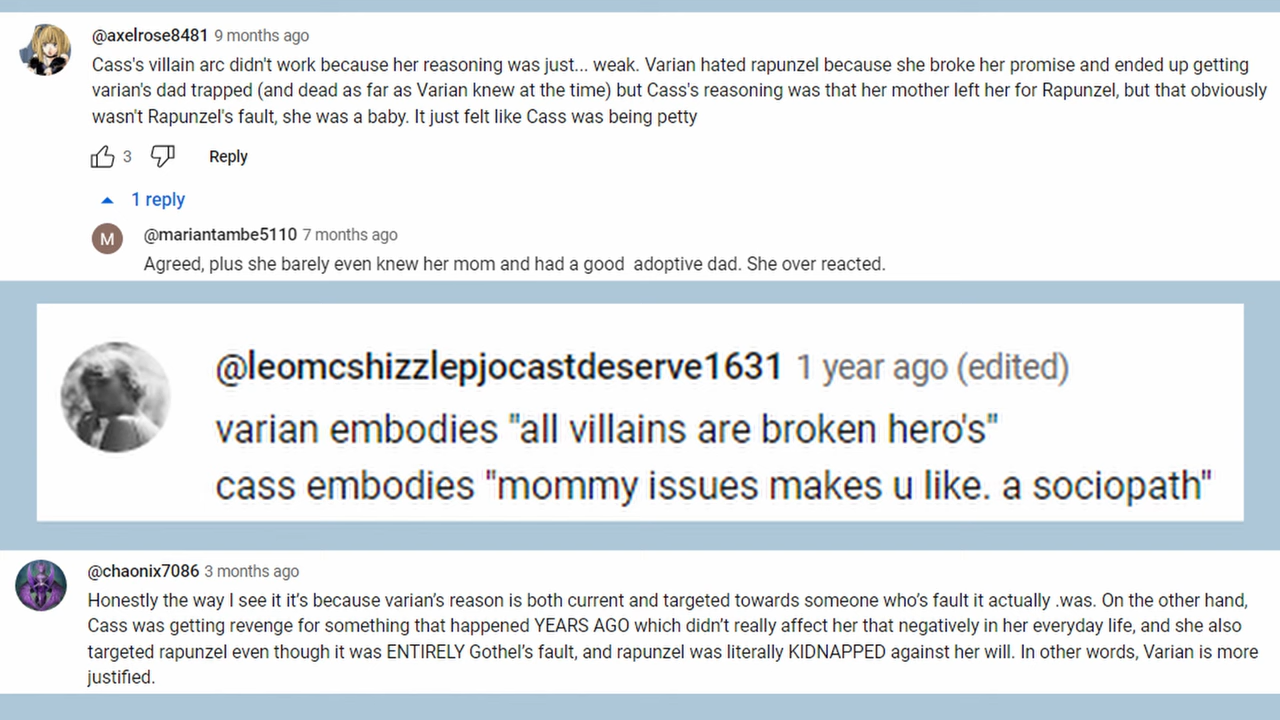 @axelrose8481 9 months ago
Cass's villain arc didn't work because her reasoning was just... weak. Varian hated rapunzel because she broke her promise and ended up getting
varian's dad trapped (and dead as far as Varian knew at the time) but Cass's reasoning was that her mother left her for Rapunzel, but that obviously
wasn't Rapunzel's fault, she was a baby. It just felt like Cass was being petty
3 Reply
1 reply
M
@mariantambe5110 7 months ago
Agreed, plus she barely even knew her mom and had a good  adoptive dad. She over reacted.
@leomcshizzlepjocastdeserve1631 1 year ago (edited)
varian embodies "all villains are broken hero's"
cass embodies "mommy issues makes u like. a sociopath"
@chaonix7086 3 months ago
Honestly the way I see it it's because varian's reason is both current and targeted towards someone who's fault it actually .was. On the other hand,
Cass was getting revenge for something that happened YEARS AGO which didn't really affect her that negatively in her everyday life, and she also
targeted rapunzel even though it was ENTIRELY Gothel's fault, and rapunzel was literally KIDNAPPED against her will. In other words, Varian is more
justified.